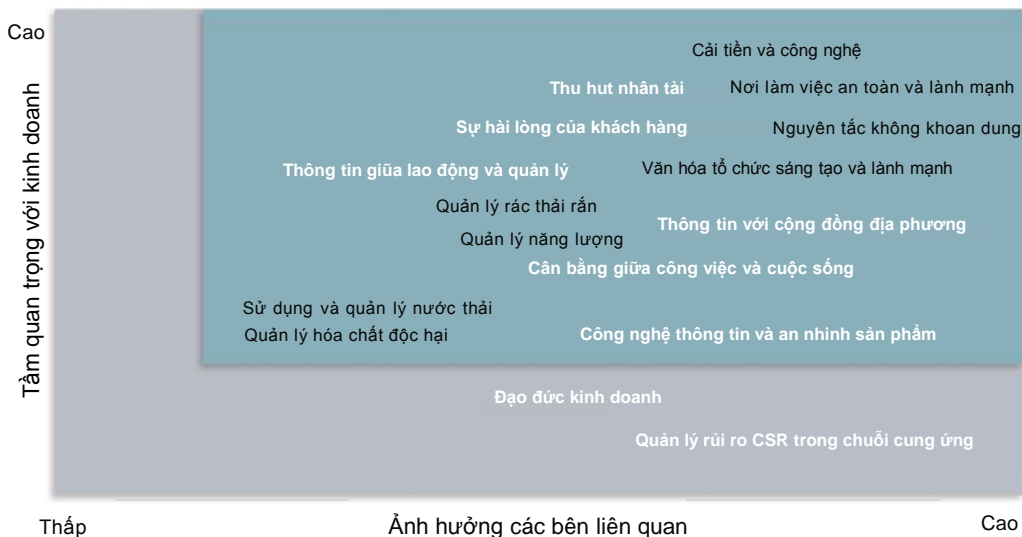 Cao
Cải tiền và công nghệ
Thu hut nhân tài
Nơi làm việc an toàn và lành mạnh
Sự hài lòng của khách hàng
Nguyên tắc không khoan dung
Thông tin giũa lao động và quản lý
Văn hóa tổ chức sáng tạo và lành mạnh
Quản lý rác thải rắn
Thông tin với cộng đồng địa phương
Quản lý năng lượng
Cân bằng giữa công việc và cuộc sống
Sử dụng và quản lý nước thải
Quản lý hóa chất độc hại
Công nghệ thông tin và an nhinh sản phẩm
Đạo đức kinh doanh
Quản lý rủi ro CSR trong chuỗi cung ứng
Tầm quan trọng với kinh doanh
Thấp
Ảnh hưởng các bên liên quan
Cao